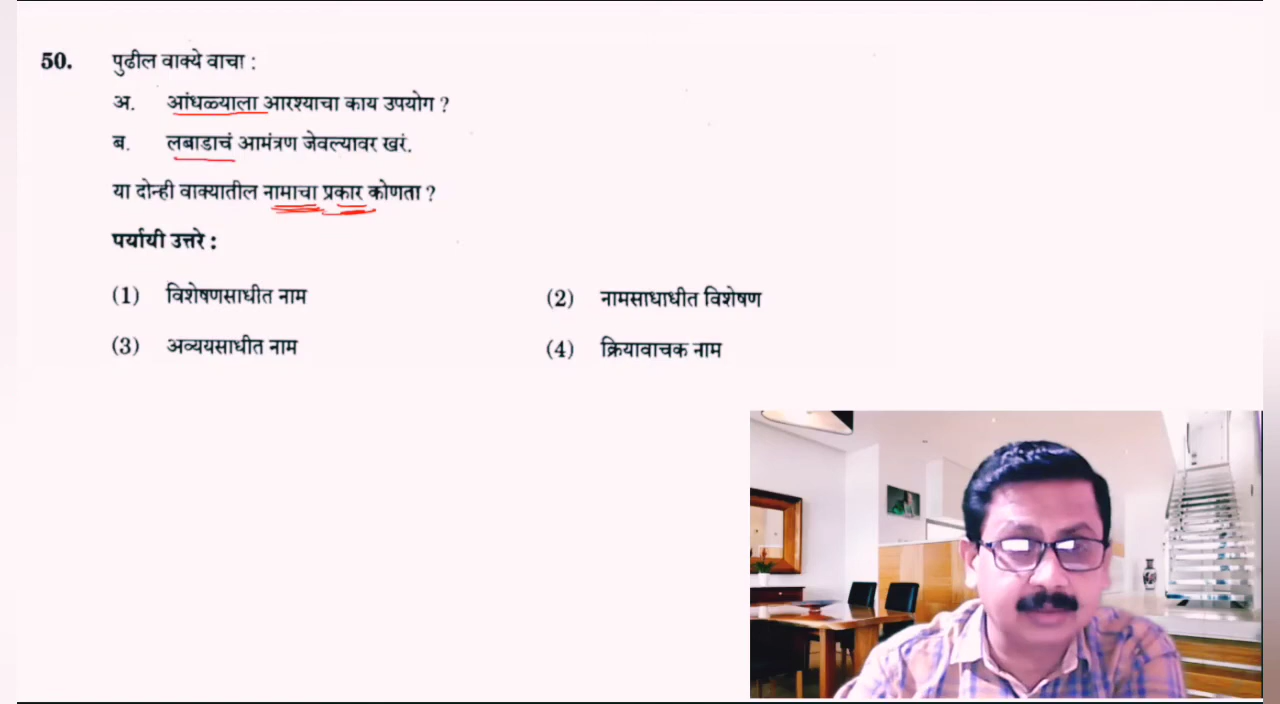 50. पुढील वाक्ये वाचा :
अ. आंधळ्याला आरश्याचा काय उपयोग ?
ब. लबाडाचं आमंत्रण जेवल्यावर खरं.
या दोन्ही वाक्यातील नामाचा प्रकार कोणता ?
पर्यायी उत्तरे :
(1) विशेषणसाधीत नाम (2) नामसाधाधीत विशेषण
(3) अव्ययसाधीत नाम (4) क्रियावाचक नाम